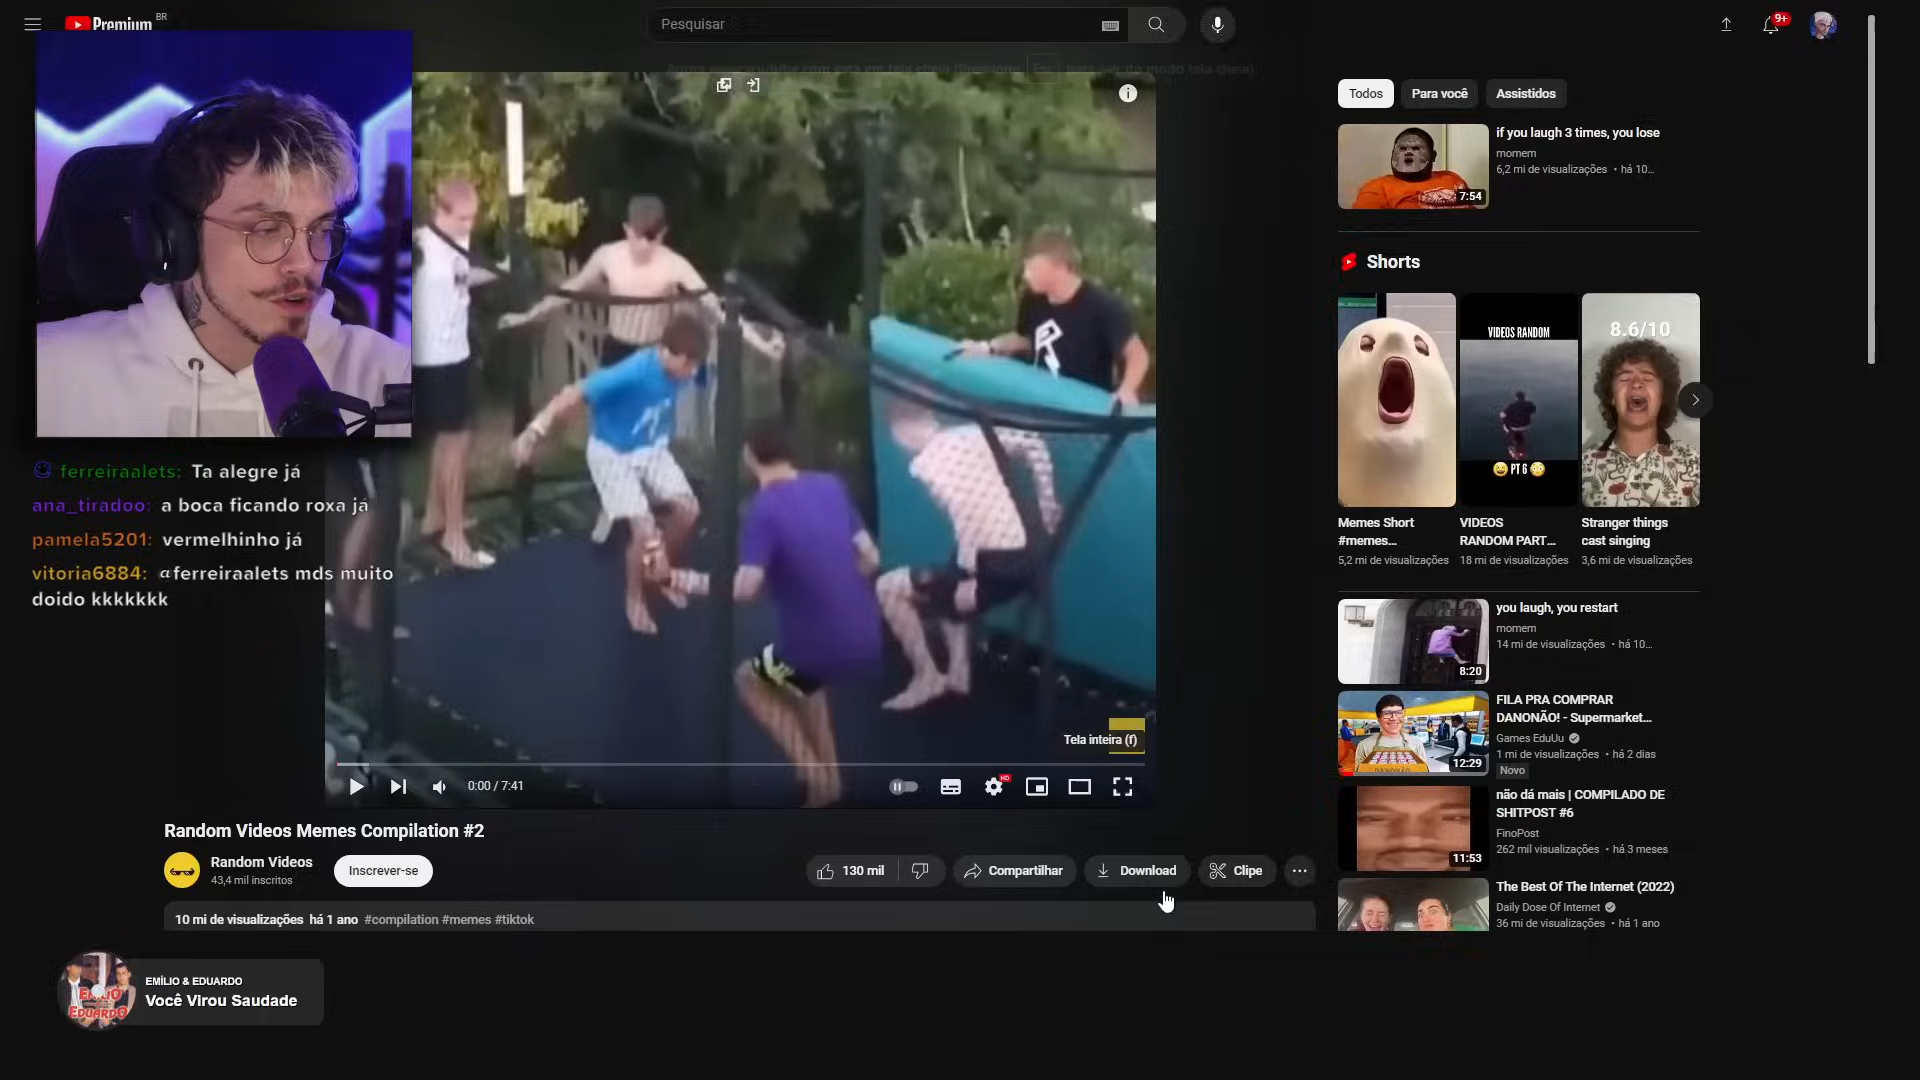 Premium BR
Pesquisar
9+
Todos
Para você
Assistidos
if you laugh 3 times, you lose
momem
6,2 mi de visualizações • há 10...
7:54
Shorts
VIDEOS RANDOM
PT 6
8.6/10
Memes Short
#memes...
5,2 mi de visualizações
VIDEOS
RANDOM PART...
18 mi de visualizações
Stranger things
cast singing
3,6 mi de visualizações
ferreiraalets: Ta alegre já
ana_tiradoo: a boca ficando roxa já
pamela5201: vermelhinho já
vitoria6884: @ferreiraalets mds muito
doido kkkkkkk
you laugh, you restart
momem
14 mi de visualizações • há 10...
8:20
FILA PRA COMPRAR
DANONÃO! - Supermarket...
Games EduUu
1 mi de visualizações • há 2 dias
Novo
12:29
não dá mais | COMPILADO DE
SHITPOST #6
FinoPost
262 mil visualizações • há 3 meses
11:53
The Best Of The Internet (2022)
Daily Dose Of Internet
36 mi de visualizações • há 1 ano
Tela inteira (f)
0:00 / 7:41
HD
Random Videos Memes Compilation #2
Random Videos
43,4 mil inscritos
Inscrever-se
130 mil
Compartilhar
Download
Clipe
10 mi de visualizações há 1 ano #compilation #memes #tiktok
EMÍLIO & EDUARDO
Você Virou Saudade